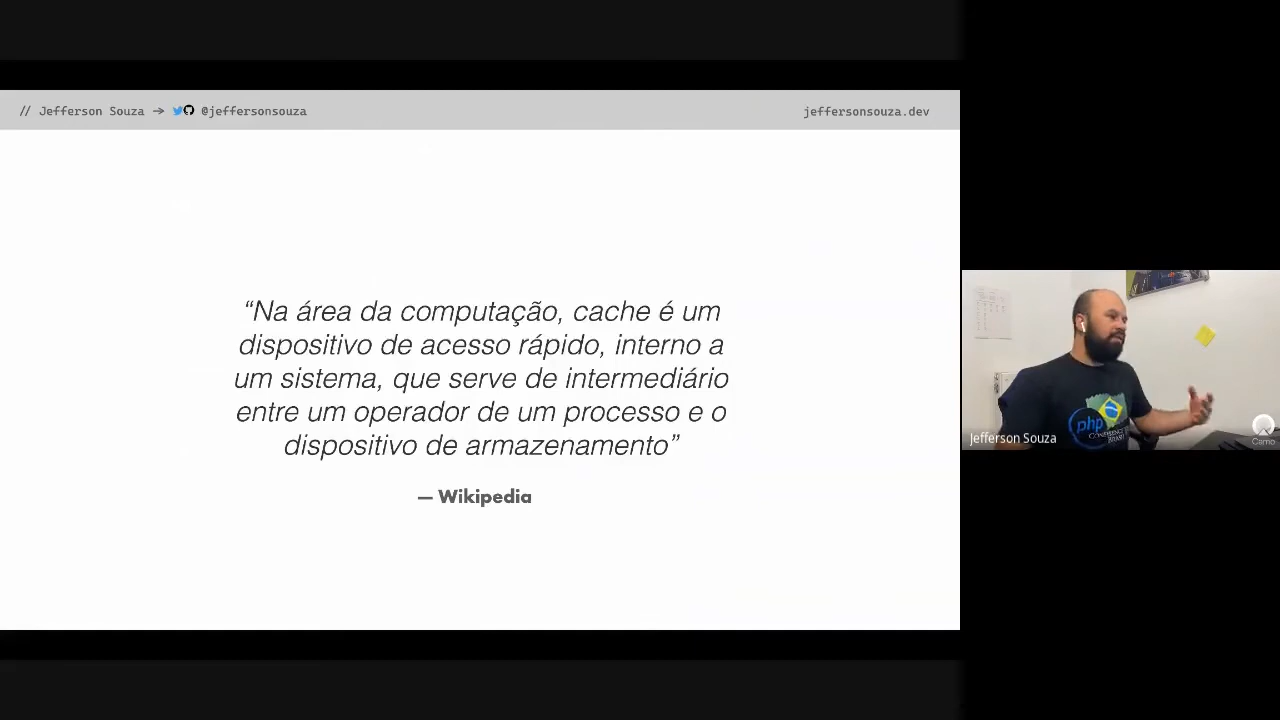 // Jefferson Souza → @jeffersonsouza
jeffersonsouza.dev
“Na área da computação, cache é um
dispositivo de acesso rápido, interno a
um sistema, que serve de intermediário
entre um operador de um processo e o
dispositivo de armazenamento”
— Wikipedia
php
Jefferson Souza
Camo